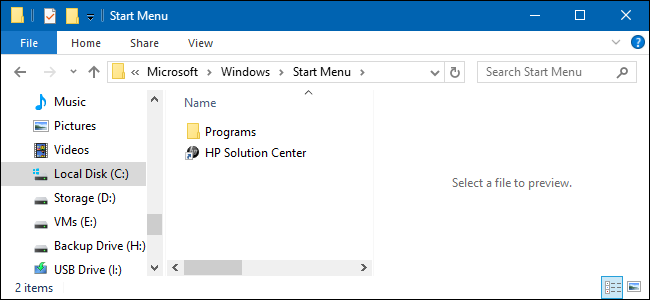 Start Menu
File Home Share View
« Microsoft > Windows > Start Menu > Search Start Menu
Music
Pictures
Videos
Local Disk (C:)
Storage (D:)
VMs (E:)
Backup Drive (H:)
USB Drive (I:)
Name
Programs
HP Solution Center
Select a file to preview.
2 items